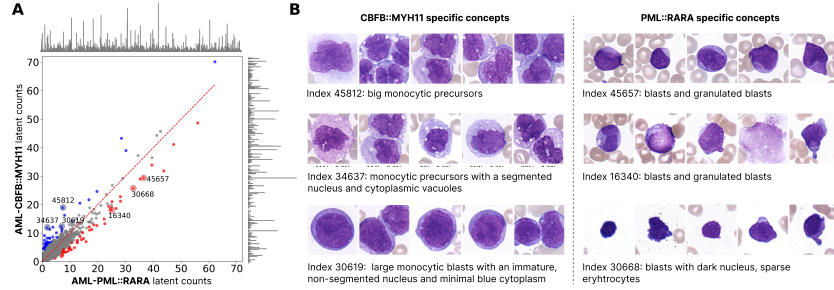 A
70
60
50
40
30
20
10
0
AML-CBFB::MYH11 latent counts
45812
34637 30619
45657
30668
16340
0 10 20 30 40 50 60 70
AML-PML::RARA latent counts
B
CBFB::MYH11 specific concepts
Index 45812: big monocytic precursors
Index 34637: monocytic precursors with a segmented
nucleus and cytoplasmic vacuoles
Index 30619: large monocytic blasts with an immature,
non-segmented nucleus and minimal blue cytoplasm
PML::RARA specific concepts
Index 45657: blasts and granulated blasts
Index 16340: blasts and granulated blasts
Index 30668: blasts with dark nucleus, sparse
eryhtrocytes